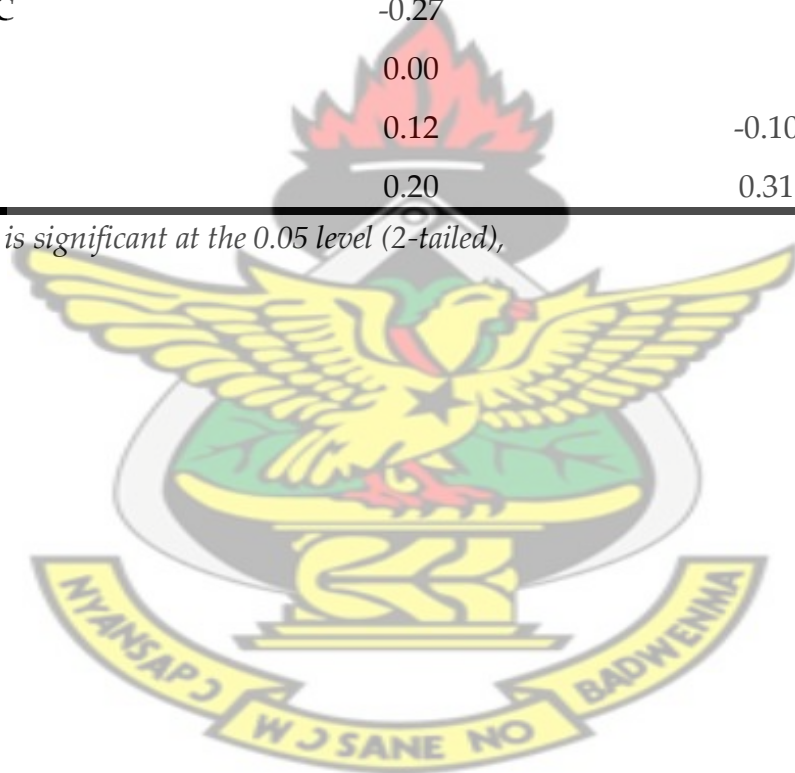 C -0.27
0.00
0.12 -0.10
0.20 0.31
is significant at the 0.05 level (2-tailed),
NYANSAPƆ
WƆ SANE NO
BADWENMA